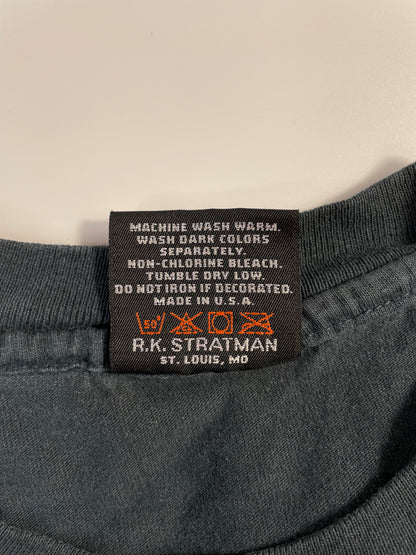 MACHINE WASH WARM.
WASH DARK COLORS
SEPARATELY.
NON-CHLORINE BLEACH.
TUMBLE DRY LOW.
DO NOT IRON IF DECORATED.
MADE IN U.S.A.
50°
R.K. STRATMAN
ST. LOUIS, MO